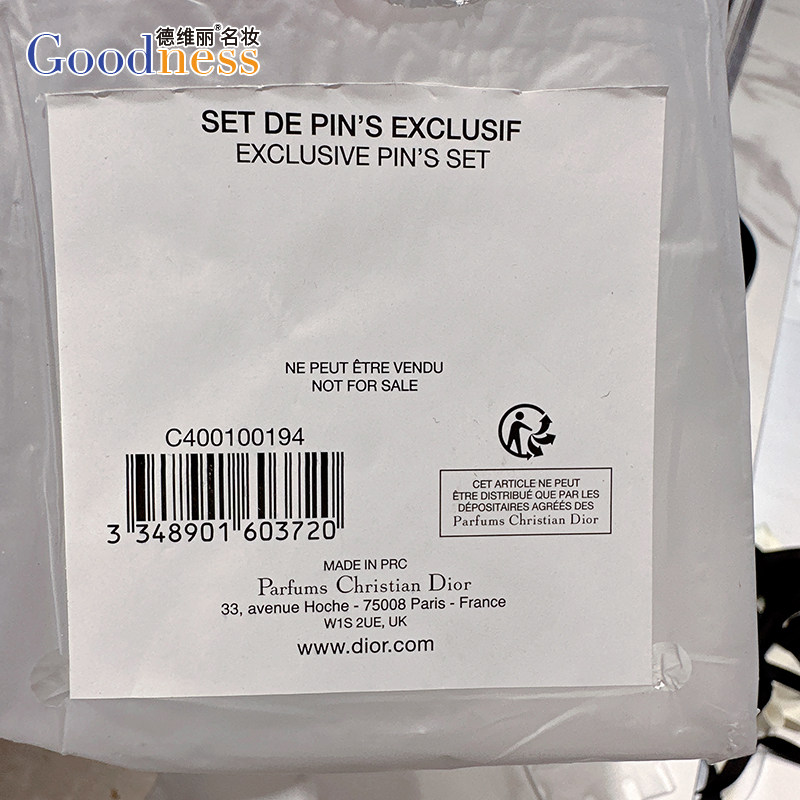 德维丽®名妆
Goodness
SET DE PIN'S EXCLUSIF
EXCLUSIVE PIN'S SET
NE PEUT ÊTRE VENDU
NOT FOR SALE
C400100194
3 348901 603720
CET ARTICLE NE PEUT
ÊTRE DISTRIBUÉ QUE PAR LES
DÉPOSITAIRES AGRÉÉS DES
Parfums Christian Dior
MADE IN PRC
Parfums Christian Dior
33, avenue Hoche - 75008 Paris - France
W1S 2UE, UK
www.dior.com